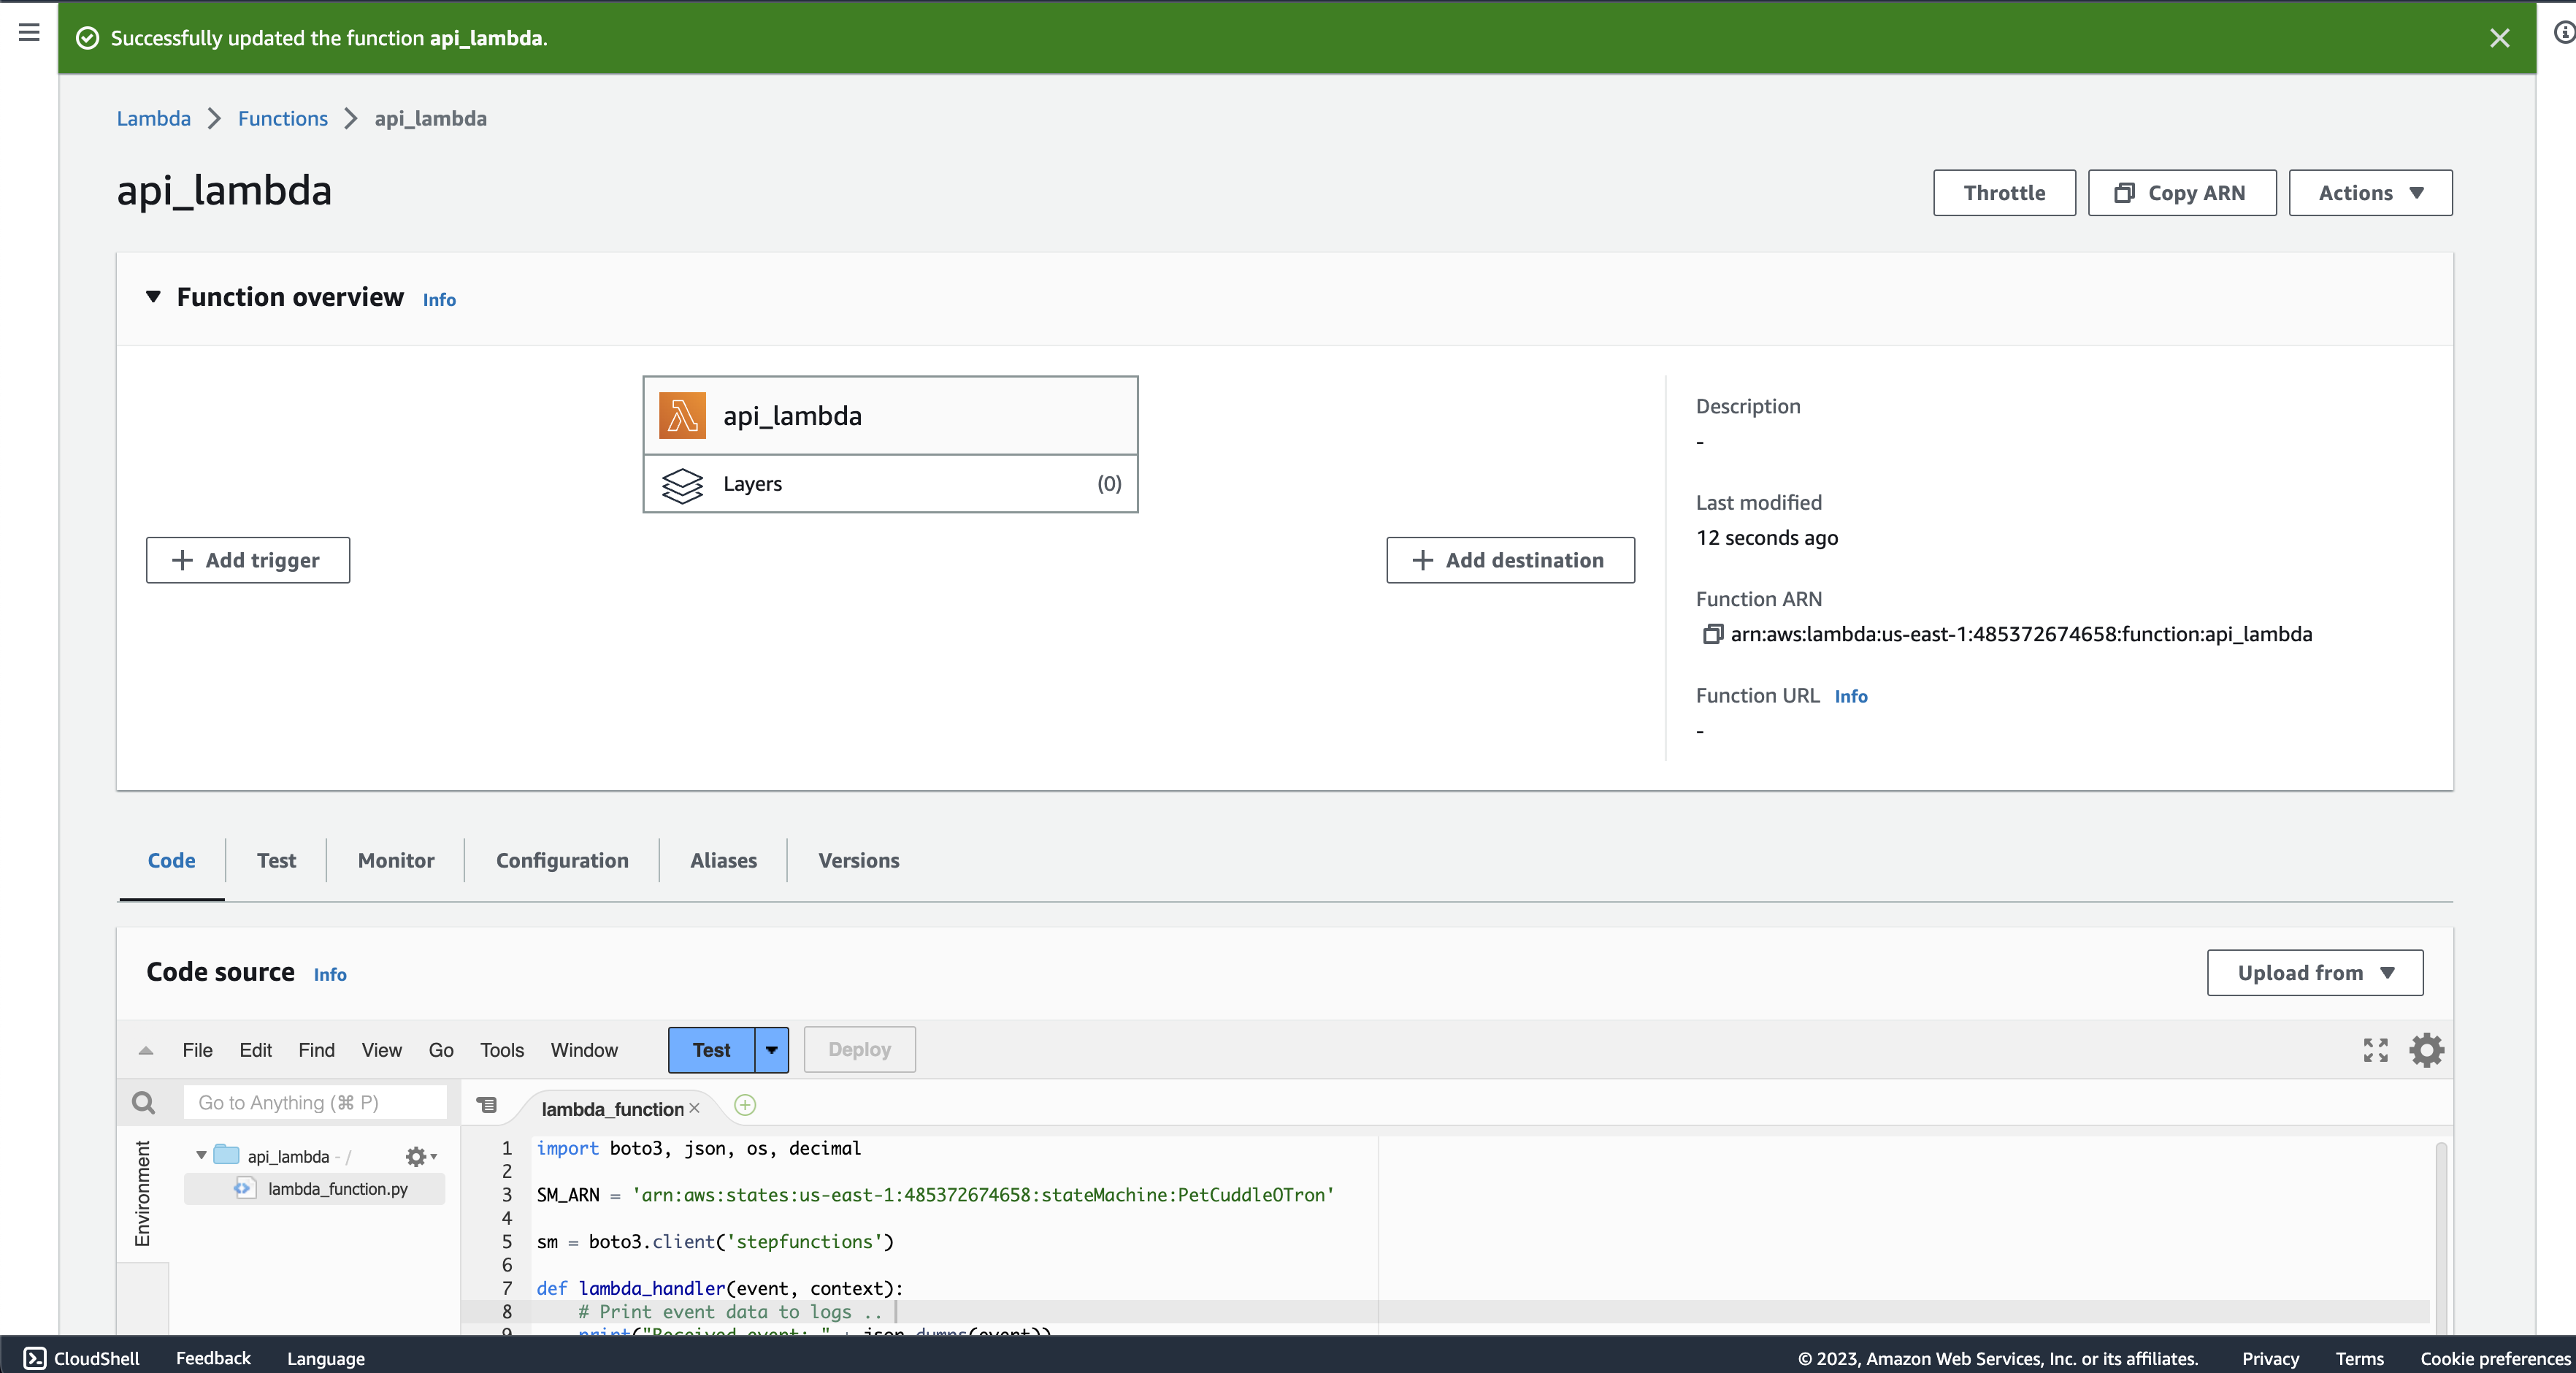 Successfully updated the function api_lambda.
Lambda > Functions > api_lambda
api_lambda
Throttle
Copy ARN
Actions
Function overview Info
api_lambda
Layers (0)
Add trigger
Add destination
Description
-
Last modified
12 seconds ago
Function ARN
arn:aws:lambda:us-east-1:485372674658:function:api_lambda
Function URL Info
-
Code Test Monitor Configuration Aliases Versions
Code source Info
Upload from
File Edit Find View Go Tools Window Test Deploy
Go to Anything (⌘ P)
Environment
api_lambda - /
lambda_function.py
lambda_function
1 import boto3, json, os, decimal
2
3 SM_ARN = 'arn:aws:states:us-east-1:485372674658:stateMachine:PetCuddleOTron'
4
5 sm = boto3.client('stepfunctions')
6
7 def lambda_handler(event, context):
8 # Print event data to logs ..
9 print("Received event: " + json.dumps(event))
CloudShell Feedback Language
© 2023, Amazon Web Services, Inc. or its affiliates. Privacy Terms Cookie preferences